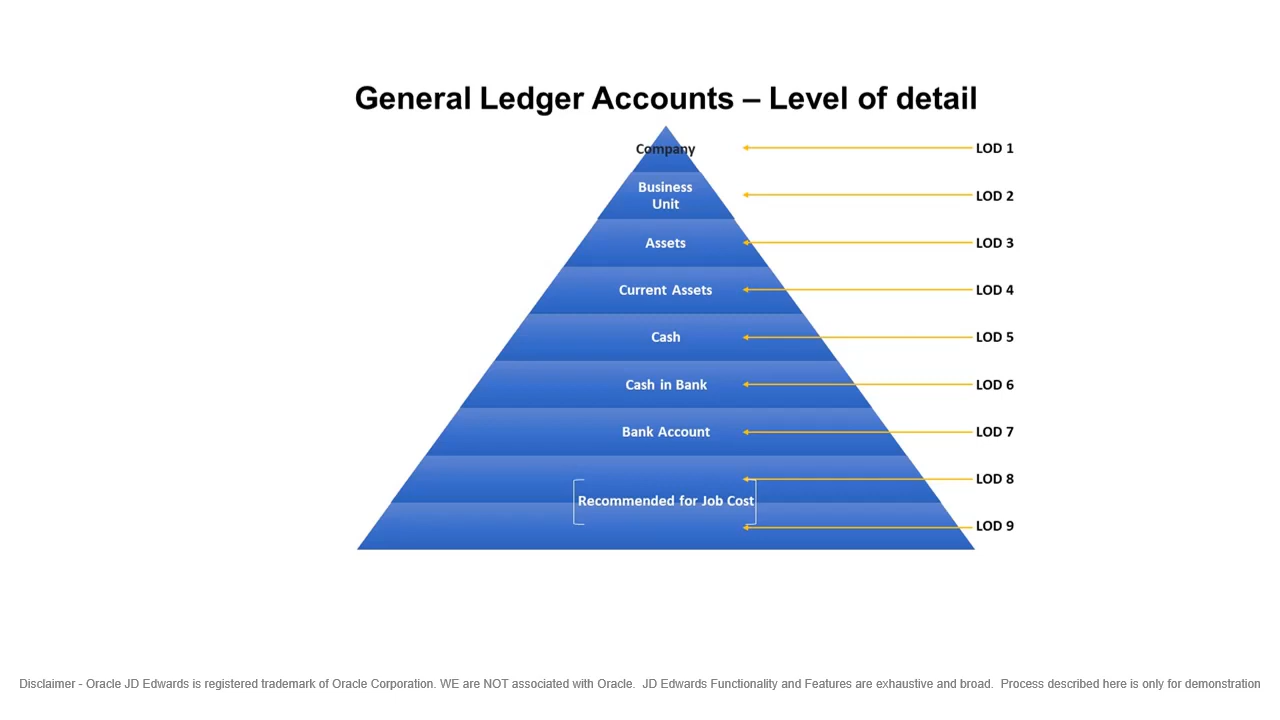 General Ledger Accounts – Level of detail
Company
LOD 1
Business
Unit
LOD 2
Assets
LOD 3
Current Assets
LOD 4
Cash
LOD 5
Cash in Bank
LOD 6
Bank Account
LOD 7
LOD 8
Recommended for Job Cost
LOD 9
Disclaimer - Oracle JD Edwards is registered trademark of Oracle Corporation. WE are NOT associated with Oracle.  JD Edwards Functionality and Features are exhaustive and broad.  Process described here is only for demonstration